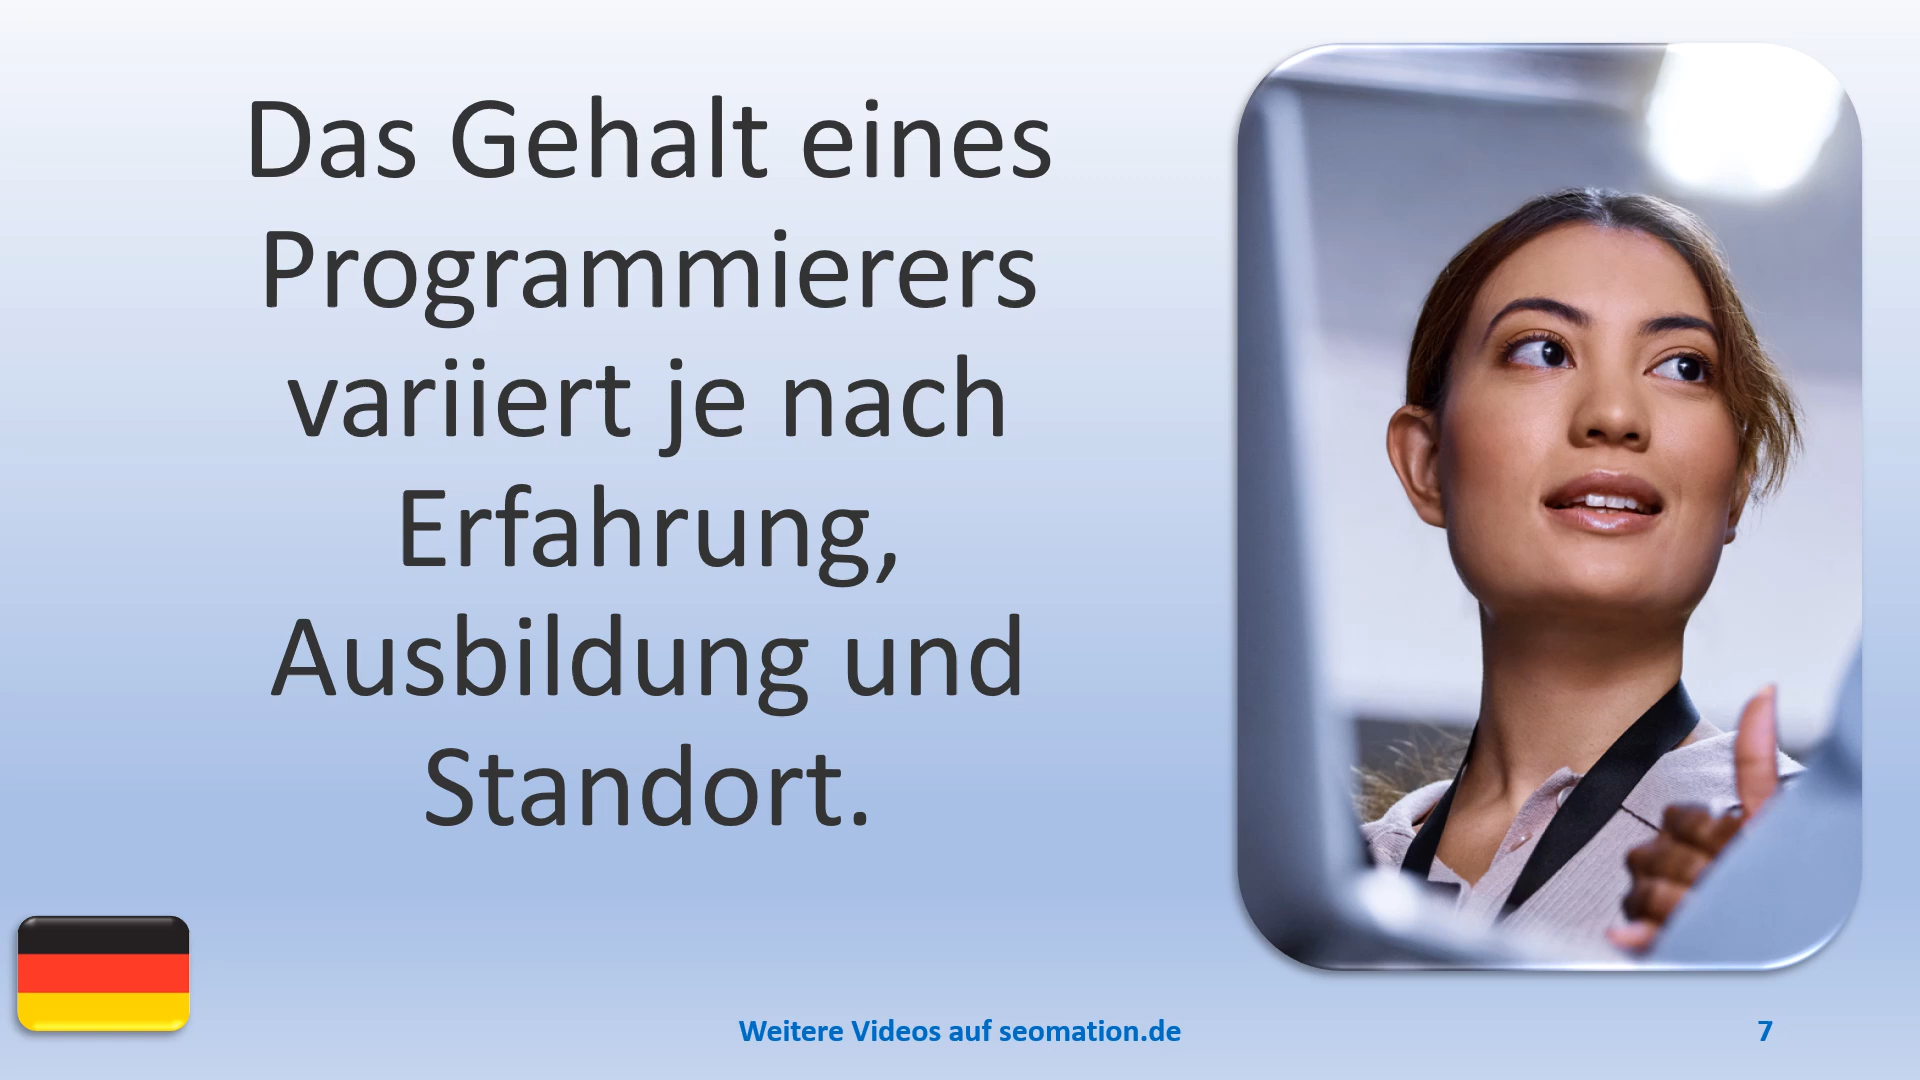 Das Gehalt eines
Programmierers
variiert je nach
Erfahrung,
Ausbildung und
Standort.
Weitere Videos auf seomation.de
7